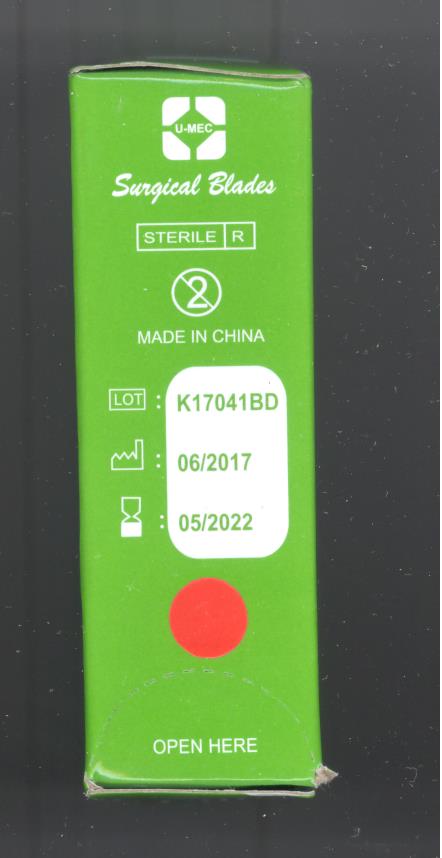 U-MEC
Surgical Blades
STERILE R
2
MADE IN CHINA
LOT : K17041BD
: 06/2017
: 05/2022
OPEN HERE